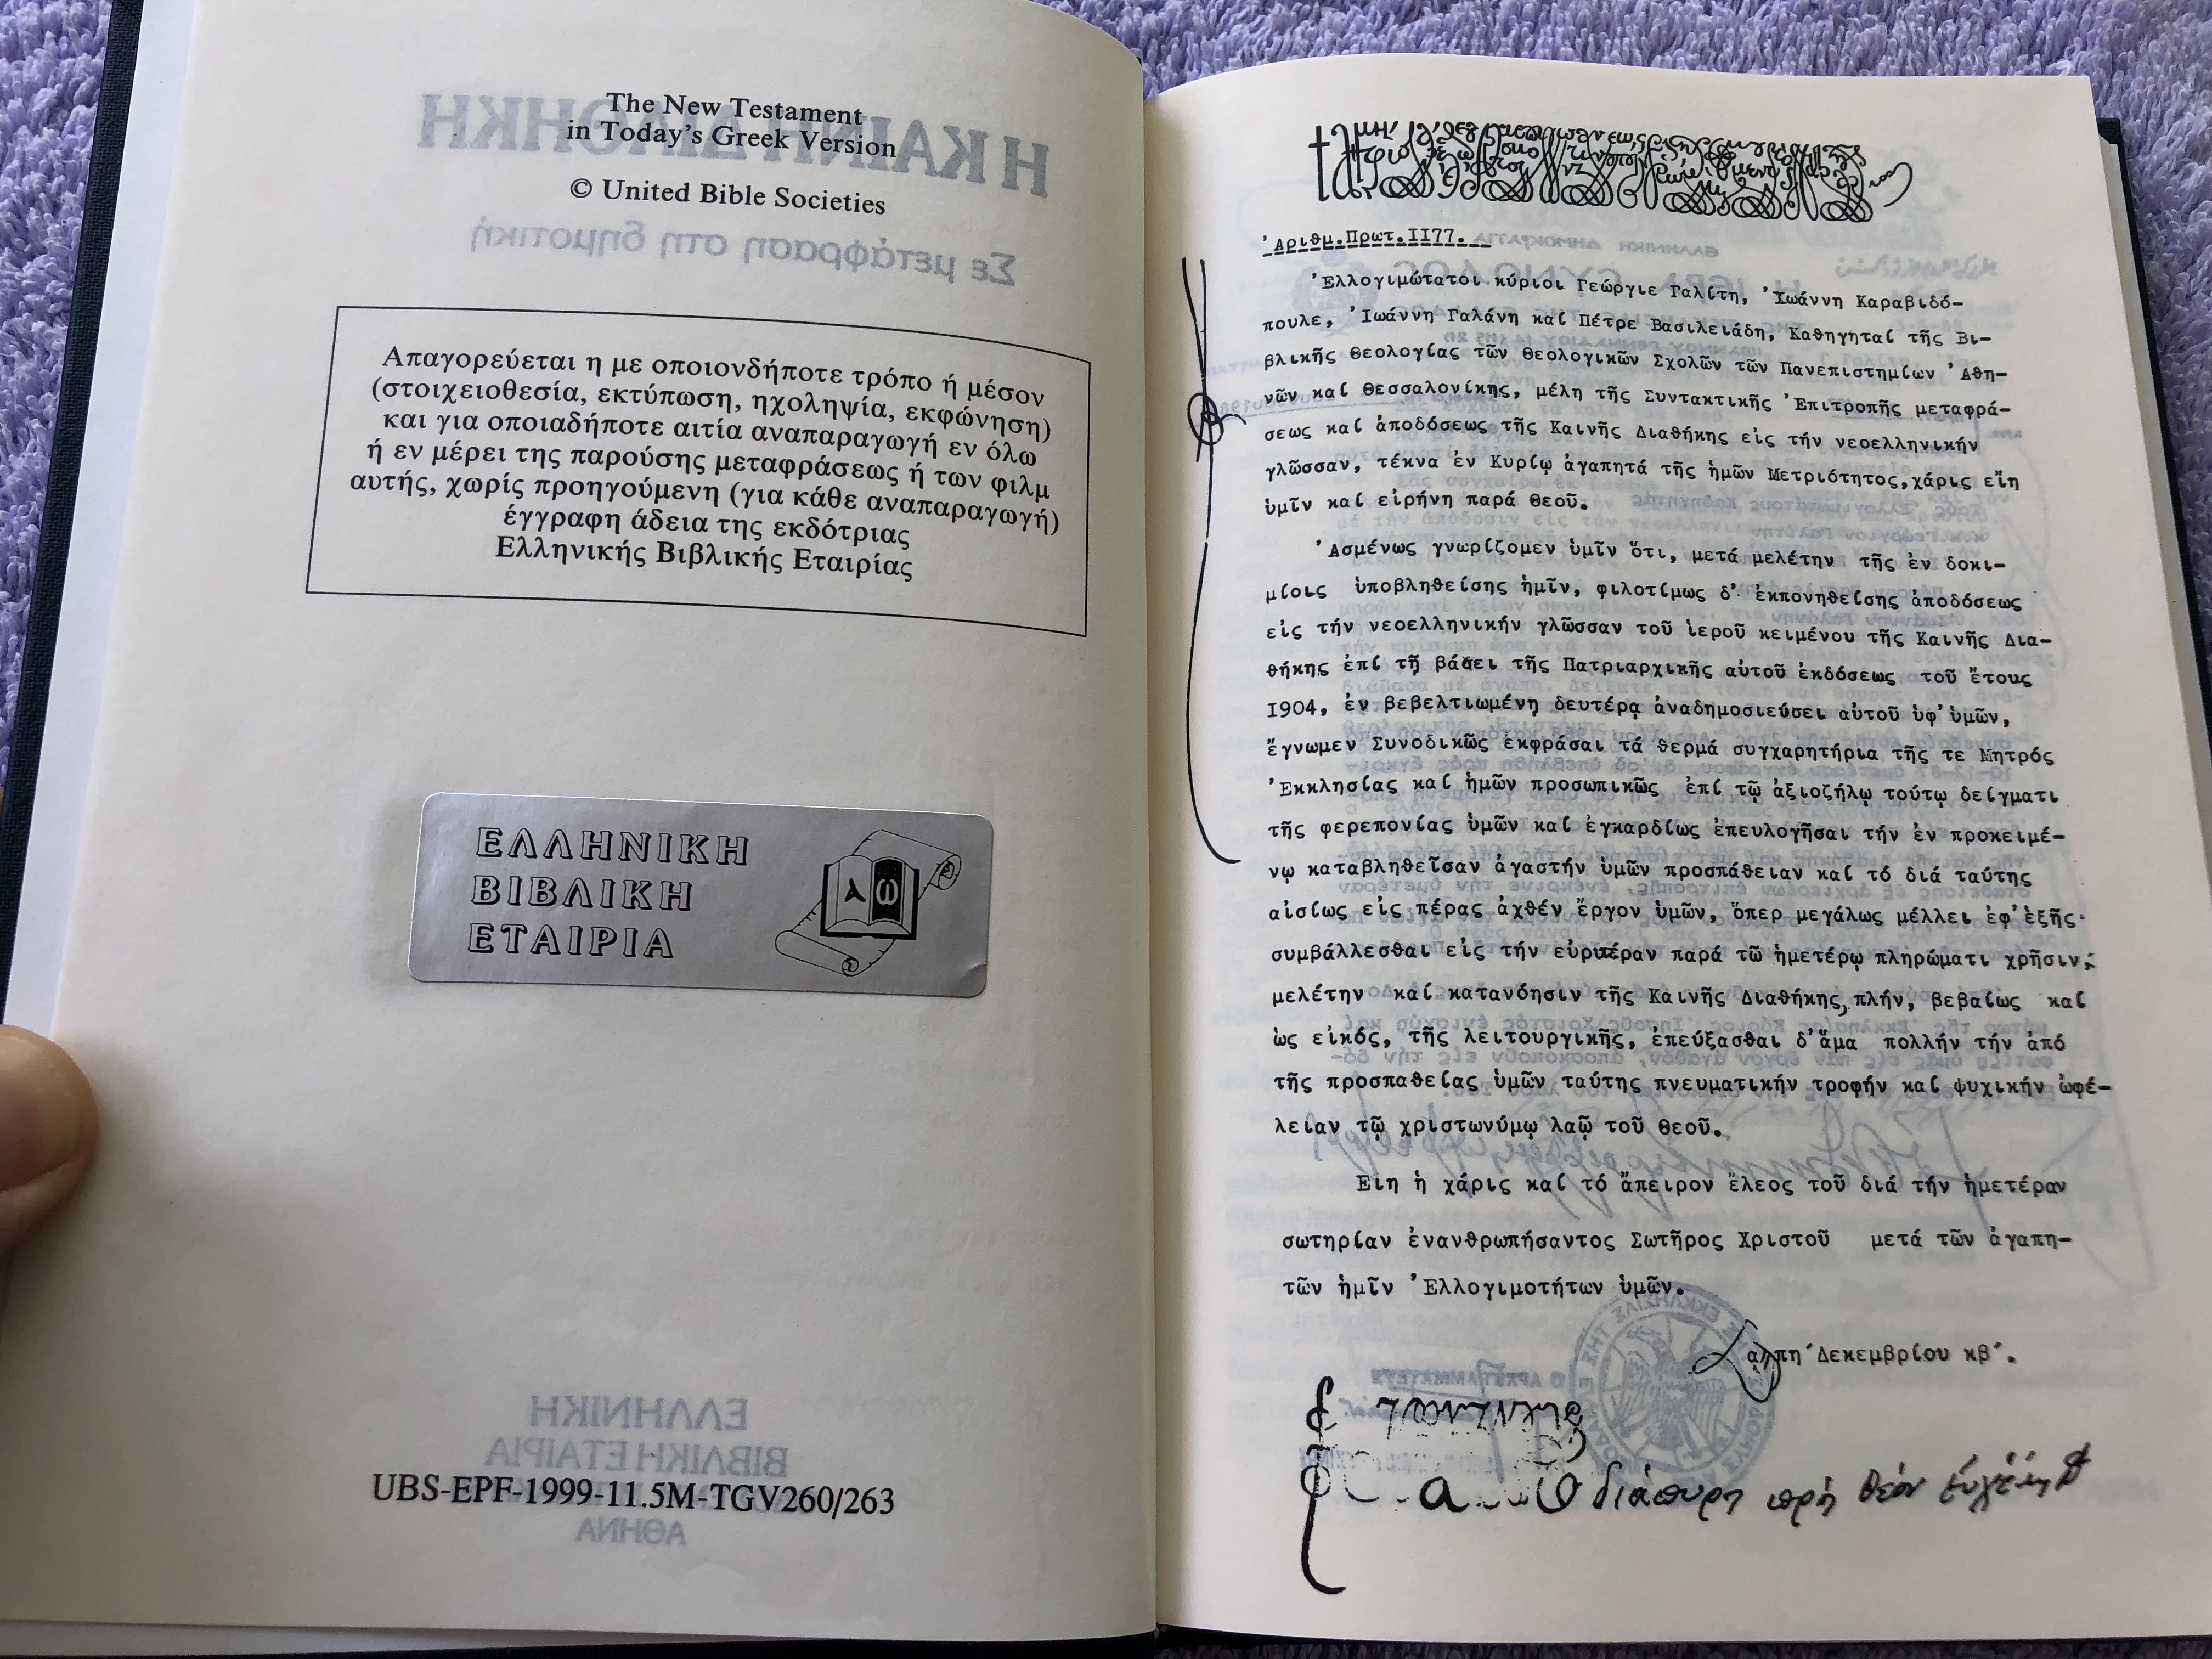 The New Testament
in Today's Greek Version
© United Bible Societies
Απαγορεύεται η με οποιονδήποτε τρόπο ή μέσον
(στοιχειοθεσία, εκτύπωση, ηχοληψία, εκφώνηση)
και για οποιαδήποτε αιτία αναπαραγωγή εν όλω
ή εν μέρει της παρούσης μεταφράσεως ή των φιλμ
αυτής, χωρίς προηγούμενη (για κάθε αναπαραγωγή)
έγγραφη άδεια της εκδότριας
Ελληνικής Βιβλικής Εταιρίας
ΕΛΛΗΝΙΚΗ
ΒΙΒΛΙΚΗ
ΕΤΑΙΡΙΑ
UBS-EPF-1999-11.5M-TGV260/263
'Αριθμ.Πρωτ.1177.
'Ελλογιμώτατοι κύριοι Γεώργιε Γαλίτη, 'Ιωάννη Καραβιδό-
πουλε, 'Ιωάννη Γαλάνη καί Πέτρε Βασιλειάδη, Καθηγηταί τῆς Βι-
βλικῆς Θεολογίας τῶν Θεολογικῶν Σχολῶν τῶν Πανεπιστημίων 'Αθη-
νῶν καί Θεσσαλονίκης, μέλη τῆς Συντακτικῆς 'Επιτροπῆς μεταφρά-
σεως καί ἀποδόσεως τῆς Καινῆς Διαθήκης εἰς τήν νεοελληνικήν
γλῶσσαν, τέκνα ἐν Κυρίῳ ἀγαπητά τῆς ἡμῶν Μετριότητος, χάρις εἴη
ὑμῖν καί εἰρήνη παρά Θεοῦ.
'Ασμένως γνωρίζομεν ὑμῖν ὅτι, μετά μελέτην τῆς ἐν δοκι-
μίοις ὑποβληθείσης ἡμῖν, φιλοτίμως δ' ἐκπονηθείσης ἀποδόσεως
εἰς τήν νεοελληνικήν γλῶσσαν τοῦ ἱεροῦ κειμένου τῆς Καινῆς Δια-
θήκης ἐπί τῇ βάσει τῆς Πατριαρχικῆς αὐτοῦ ἐκδόσεως τοῦ ἔτους
1904, ἐν βεβελτιωμένῃ δευτέρᾳ ἀναδημοσιεύσει αὐτοῦ ὑφ'ὑμῶν,
ἔγνωμεν Συνοδικῶς ἐκφράσαι τά θερμά συγχαρητήρια τῆς τε Μητρός
'Εκκλησίας καί ἡμῶν προσωπικῶς ἐπί τῷ ἀξιοζήλῳ τούτῳ δείγματι
τῆς φερεπονίας ὑμῶν καί ἐγκαρδίως ἐπευλογῆσαι τήν ἐν προκειμέ-
νῳ καταβληθεῖσαν ἀγαστήν ὑμῶν προσπάθειαν καί τό διά ταύτης
αἰσίως εἰς πέρας ἀχθέν ἔργον ὑμῶν, ὅπερ μεγάλως μέλλει ἐφ'ἑξῆς
συμβάλλεσθαι εἰς τήν εὐρυτέραν παρά τῷ ἡμετέρῳ πληρώματι χρῆσιν,
μελέτην καί κατανόησιν τῆς Καινῆς Διαθήκης, πλήν, βεβαίως καί
ὡς εἰκός, τῆς λειτουργικῆς, ἐπεύξασθαι δ'ἅμα πολλήν τήν ἀπό
τῆς προσπαθείας ὑμῶν ταύτης πνευματικήν τροφήν καί ψυχικήν ὠφέ-
λειαν τῷ χριστωνύμῳ λαῷ τοῦ Θεοῦ.
Εἴη ἡ χάρις καί τό ἄπειρον ἔλεος τοῦ διά τήν ἡμετέραν
σωτηρίαν ἐνανθρωπήσαντος Σωτῆρος Χριστοῦ μετά τῶν ἀγαπη-
τῶν ἡμῖν 'Ελλογιμοτήτων ὑμῶν.
͵αϡπη´ Δεκεμβρίου κβ´.
διάπυρος πρός Θεόν εὐχέτης